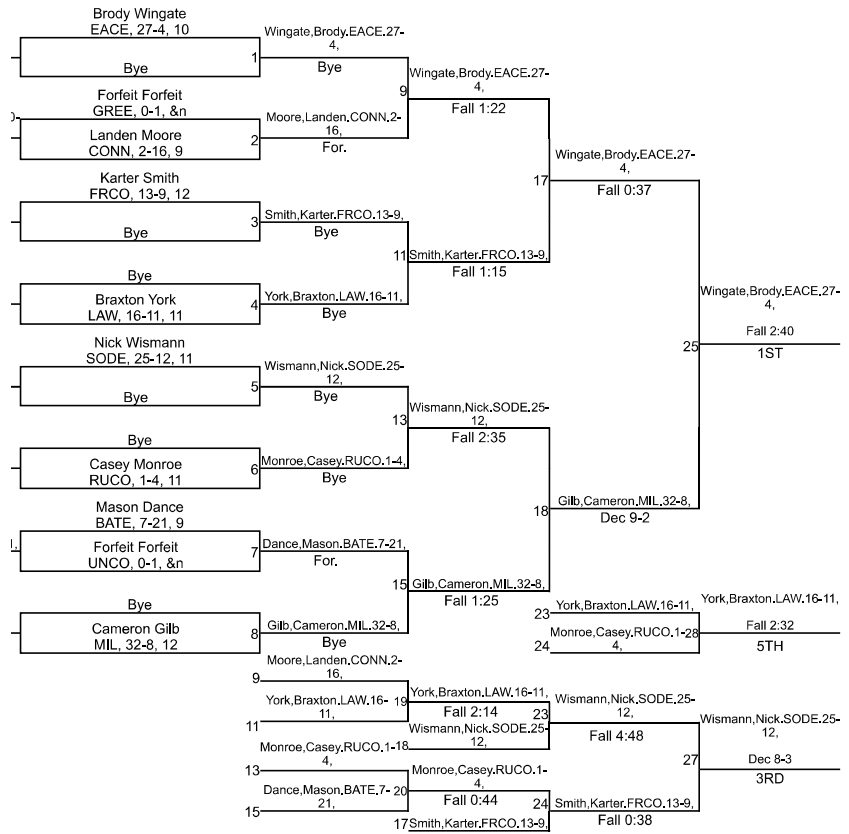 Brody Wingate
EACE, 27-4, 10
Wingate,Brody.EACE.27-
4,
1
Bye
Bye
Wingate,Brody.EACE.27-
4,
9
Fall 1:22
Forfeit Forfeit
GREE, 0-1, &n
Landen Moore
CONN, 2-16, 9
2
Moore,Landen.CONN.2-
16,
For.
Wingate,Brody.EACE.27-
4,
17
Fall 0:37
Karter Smith
FRCO, 13-9, 12
3
Smith,Karter.FRCO.13-9,
Bye
Bye
11
Smith,Karter.FRCO.13-9,
Fall 1:15
Bye
Braxton York
LAW, 16-11, 11
4
York,Braxton.LAW.16-11,
Bye
Wingate,Brody.EACE.27-
4,
25
Fall 2:40
1ST
Nick Wismann
SODE, 25-12, 11
5
Wismann,Nick.SODE.25-
12,
Bye
Bye
13
Wismann,Nick.SODE.25-
12,
Fall 2:35
Bye
Casey Monroe
RUCO, 1-4, 11
6
Monroe,Casey.RUCO.1-4,
Bye
18
Gilb,Cameron.MIL.32-8,
Dec 9-2
Mason Dance
BATE, 7-21, 9
Forfeit Forfeit
UNCO, 0-1, &n
7
Dance,Mason.BATE.7-21,
For.
15
Gilb,Cameron.MIL.32-8,
Fall 1:25
Bye
Cameron Gilb
MIL, 32-8, 12
8
Gilb,Cameron.MIL.32-8,
Bye
23
York,Braxton.LAW.16-11,
24
Monroe,Casey.RUCO.1-
4,
28
York,Braxton.LAW.16-11,
Fall 2:32
5TH
9
Moore,Landen.CONN.2-
16,
11
York,Braxton.LAW.16-
11,
19
York,Braxton.LAW.16-11,
Fall 2:14
18
Wismann,Nick.SODE.25-
12,
23
Wismann,Nick.SODE.25-
12,
Fall 4:48
13
Monroe,Casey.RUCO.1-
4,
15
Dance,Mason.BATE.7-
21,
20
Monroe,Casey.RUCO.1-
4,
Fall 0:44
17
Smith,Karter.FRCO.13-9,
24
Smith,Karter.FRCO.13-9,
Fall 0:38
27
Wismann,Nick.SODE.25-
12,
Dec 8-3
3RD